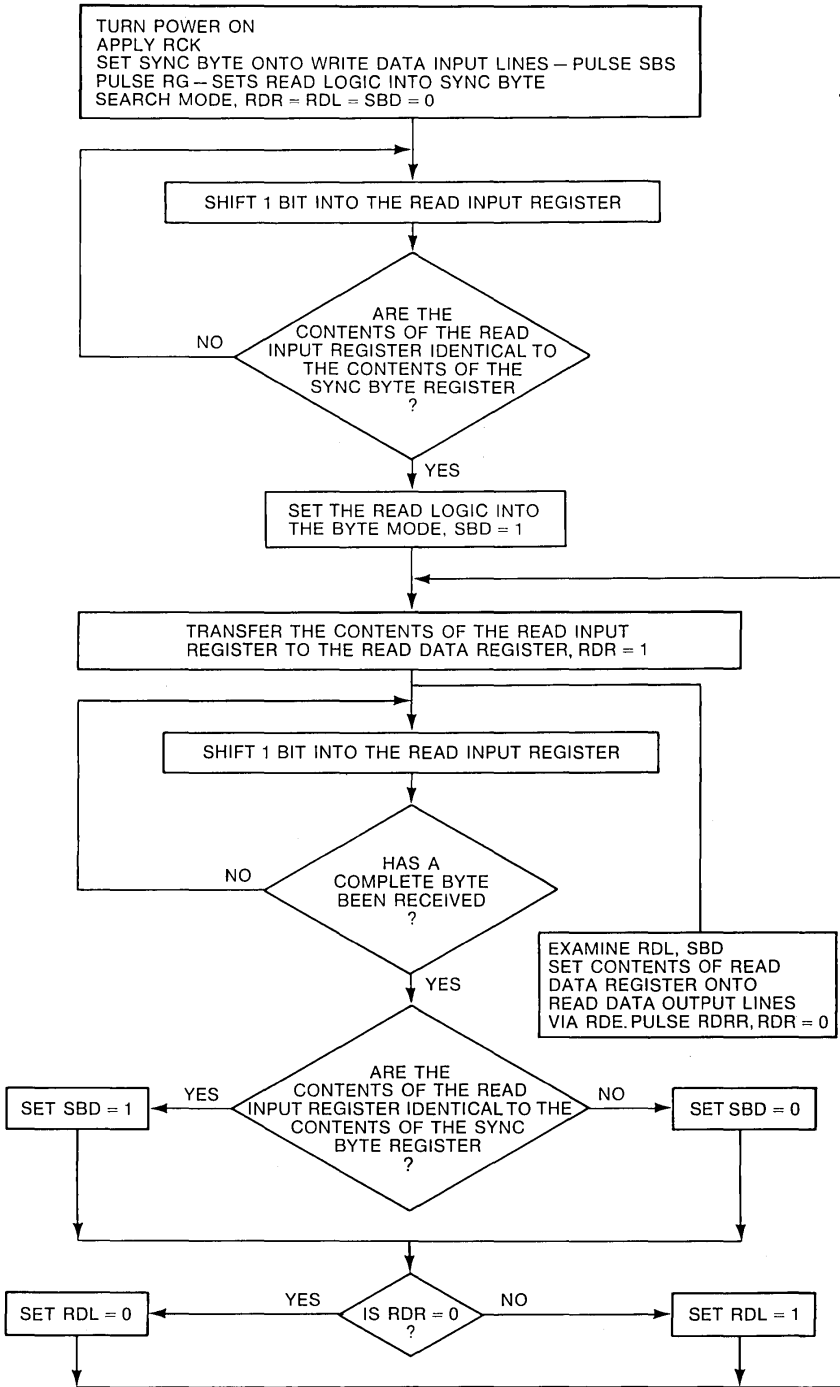 TURN POWER ON
APPLY RCK
SET SYNC BYTE ONTO WRITE DATA INPUT LINES – PULSE SBS
PULSE RG – SETS READ LOGIC INTO SYNC BYTE
SEARCH MODE, RDR = RDL = SBD = 0
SHIFT 1 BIT INTO THE READ INPUT REGISTER
ARE THE
CONTENTS OF THE READ
INPUT REGISTER IDENTICAL TO
THE CONTENTS OF THE
SYNC BYTE REGISTER
?
NO
YES
SET THE READ LOGIC INTO
THE BYTE MODE, SBD = 1
TRANSFER THE CONTENTS OF THE READ INPUT
REGISTER TO THE READ DATA REGISTER, RDR = 1
SHIFT 1 BIT INTO THE READ INPUT REGISTER
HAS A
COMPLETE BYTE
BEEN RECEIVED
?
NO
YES
EXAMINE RDL, SBD
SET CONTENTS OF READ
DATA REGISTER ONTO
READ DATA OUTPUT LINES
VIA RDE. PULSE RDRR, RDR = 0
ARE THE
CONTENTS OF THE READ
INPUT REGISTER IDENTICAL TO THE
CONTENTS OF THE SYNC
BYTE REGISTER
?
YES
NO
SET SBD = 1
SET SBD = 0
IS RDR = 0
?
YES
NO
SET RDL = 0
SET RDL = 1